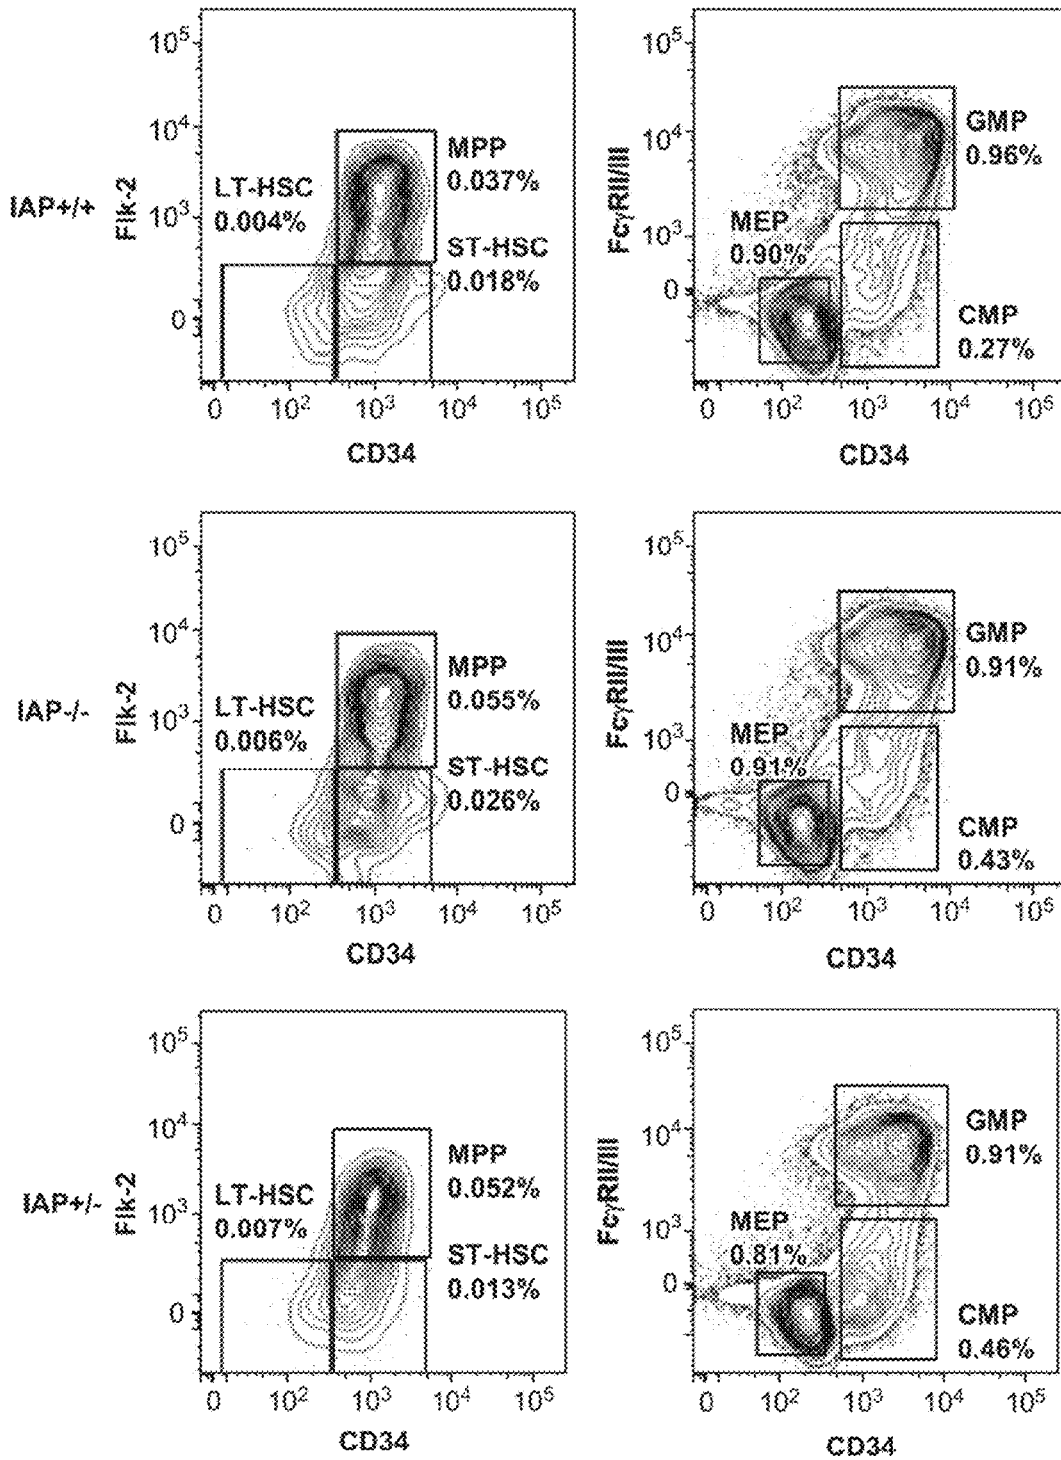 IAP+/+
Flk-2
10⁵
10⁴
10³
0
LT-HSC
0.004%
MPP
0.037%
ST-HSC
0.018%
0 10² 10³ 10⁴ 10⁵
CD34
FcγRII/III
10⁵
10⁴
10³
0
GMP
0.96%
MEP
0.90%
CMP
0.27%
0 10² 10³ 10⁴ 10⁵
CD34
IAP-/-
Flk-2
10⁵
10⁴
10³
0
LT-HSC
0.006%
MPP
0.055%
ST-HSC
0.026%
0 10² 10³ 10⁴ 10⁵
CD34
FcγRII/III
10⁵
10⁴
10³
0
GMP
0.91%
MEP
0.91%
CMP
0.43%
0 10² 10³ 10⁴ 10⁵
CD34
IAP+/-
Flk-2
10⁵
10⁴
10³
0
LT-HSC
0.007%
MPP
0.052%
ST-HSC
0.013%
0 10² 10³ 10⁴ 10⁵
CD34
FcγRII/III
10⁵
10⁴
10³
0
GMP
0.91%
MEP
0.81%
CMP
0.46%
0 10² 10³ 10⁴ 10⁵
CD34